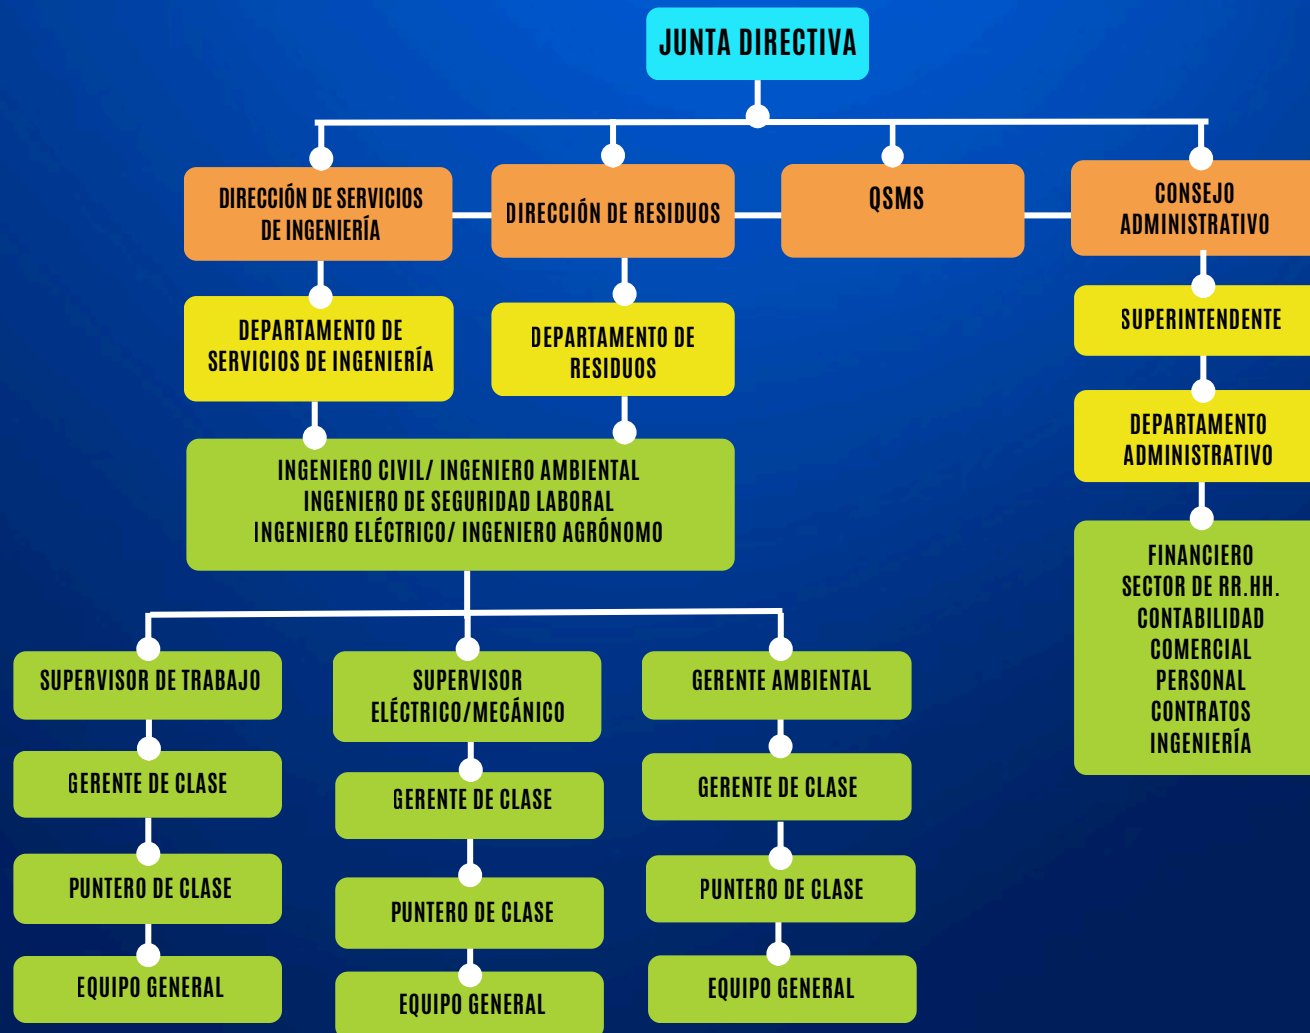 JUNTA DIRECTIVA
DIRECCIÓN DE SERVICIOS
DE INGENIERÍA
DIRECCIÓN DE RESIDUOS
QSMS
CONSEJO
ADMINISTRATIVO
DEPARTAMENTO DE
SERVICIOS DE INGENIERÍA
DEPARTAMENTO DE
RESIDUOS
SUPERINTENDENTE
DEPARTAMENTO
ADMINISTRATIVO
INGENIERO CIVIL/ INGENIERO AMBIENTAL
INGENIERO DE SEGURIDAD LABORAL
INGENIERO ELÉCTRICO/ INGENIERO AGRÓNOMO
FINANCIERO
SECTOR DE RR.HH.
CONTABILIDAD
COMERCIAL
PERSONAL
CONTRATOS
INGENIERÍA
SUPERVISOR DE TRABAJO
GERENTE DE CLASE
PUNTERO DE CLASE
EQUIPO GENERAL
SUPERVISOR
ELÉCTRICO/MECÁNICO
GERENTE DE CLASE
PUNTERO DE CLASE
EQUIPO GENERAL
GERENTE AMBIENTAL
GERENTE DE CLASE
PUNTERO DE CLASE
EQUIPO GENERAL